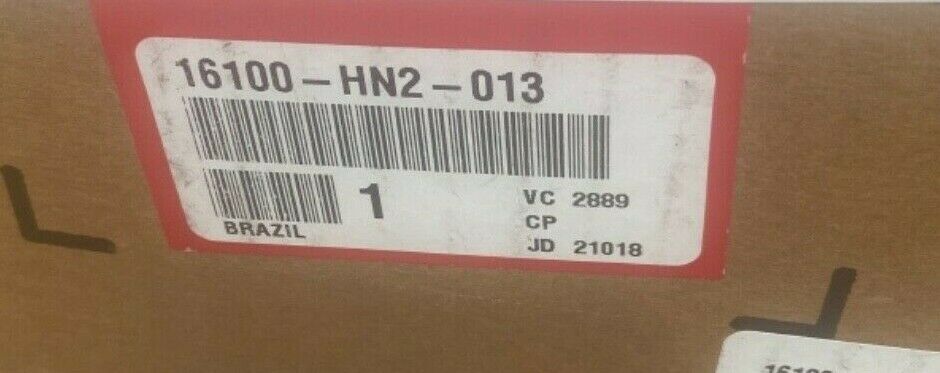 16100-HN2-013
1
VC 2889
BRAZIL
CP
JD 21018